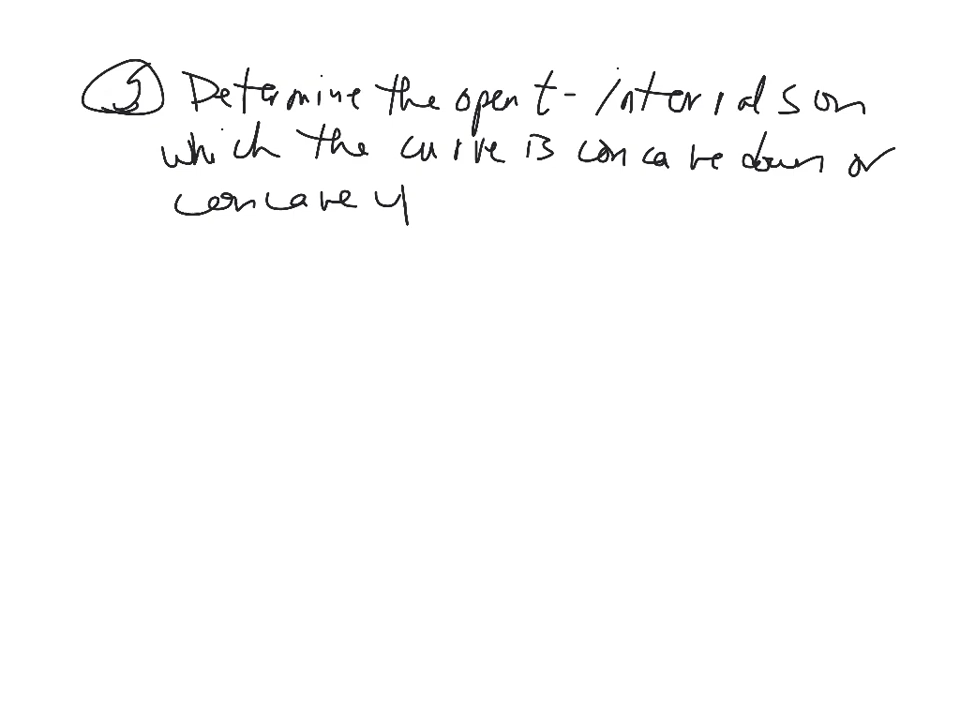 ③ Determine the open t-intervals on
which the curve is concave down or
concave up